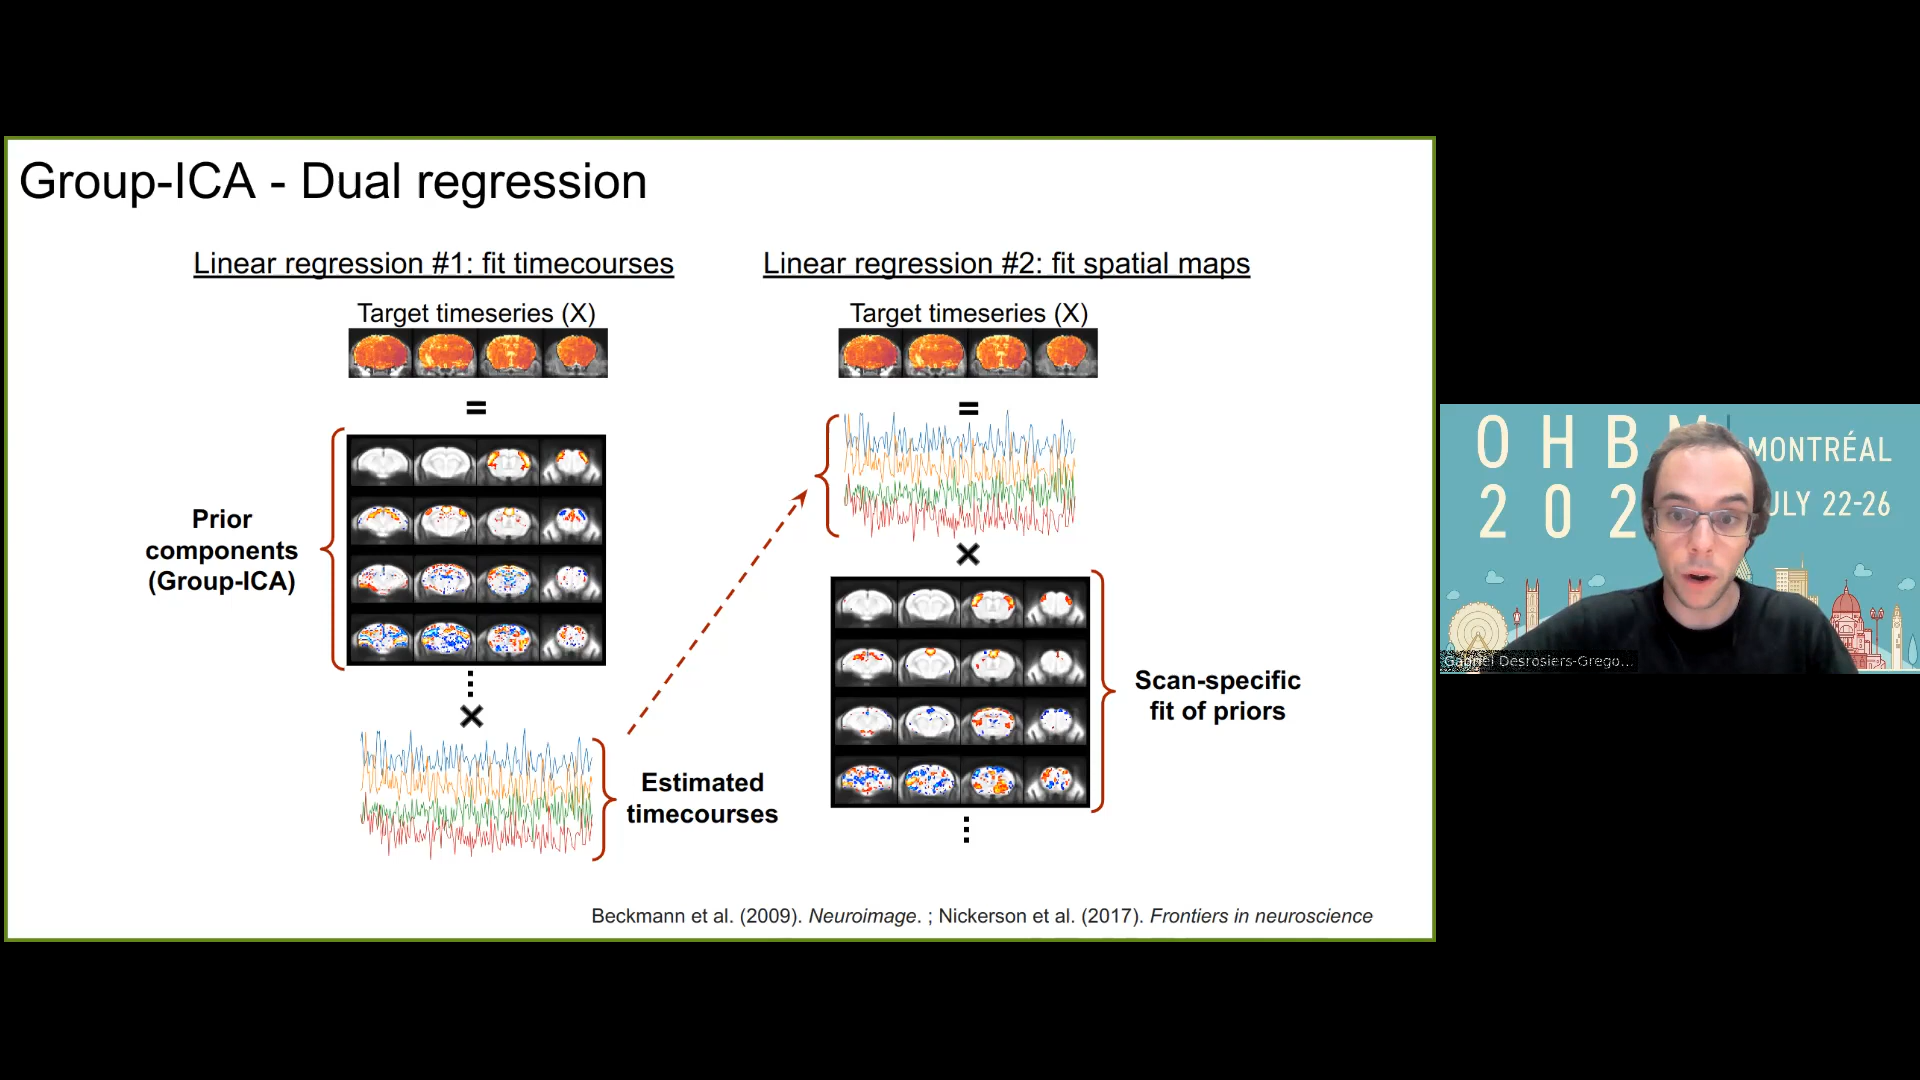 Group-ICA - Dual regression
Linear regression #1: fit timecourses
Target timeseries (X)
=
Prior
components
(Group-ICA)
×
Estimated
timecourses
Linear regression #2: fit spatial maps
Target timeseries (X)
=
×
Scan-specific
fit of priors
Beckmann et al. (2009). Neuroimage. ; Nickerson et al. (2017). Frontiers in neuroscience
O H B M
MONTRÉAL
2 0 2
ULY 22-26
Gabriel Desrosiers-Grego...